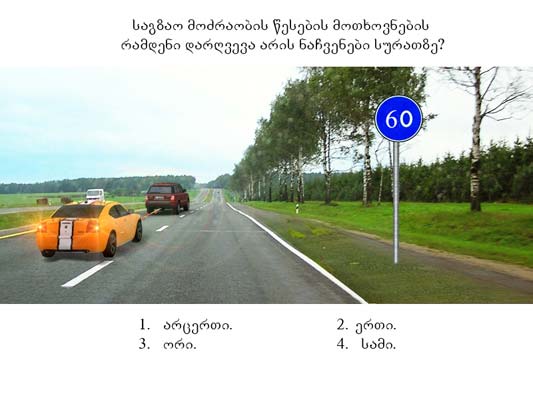 საგზაო მოძრაობის წესების მოთხოვნების
რამდენი დარღვევა არის ნაჩვენები სურათზე?
60
1. არცერთი.
2. ერთი.
3. ორი.
4. სამი.